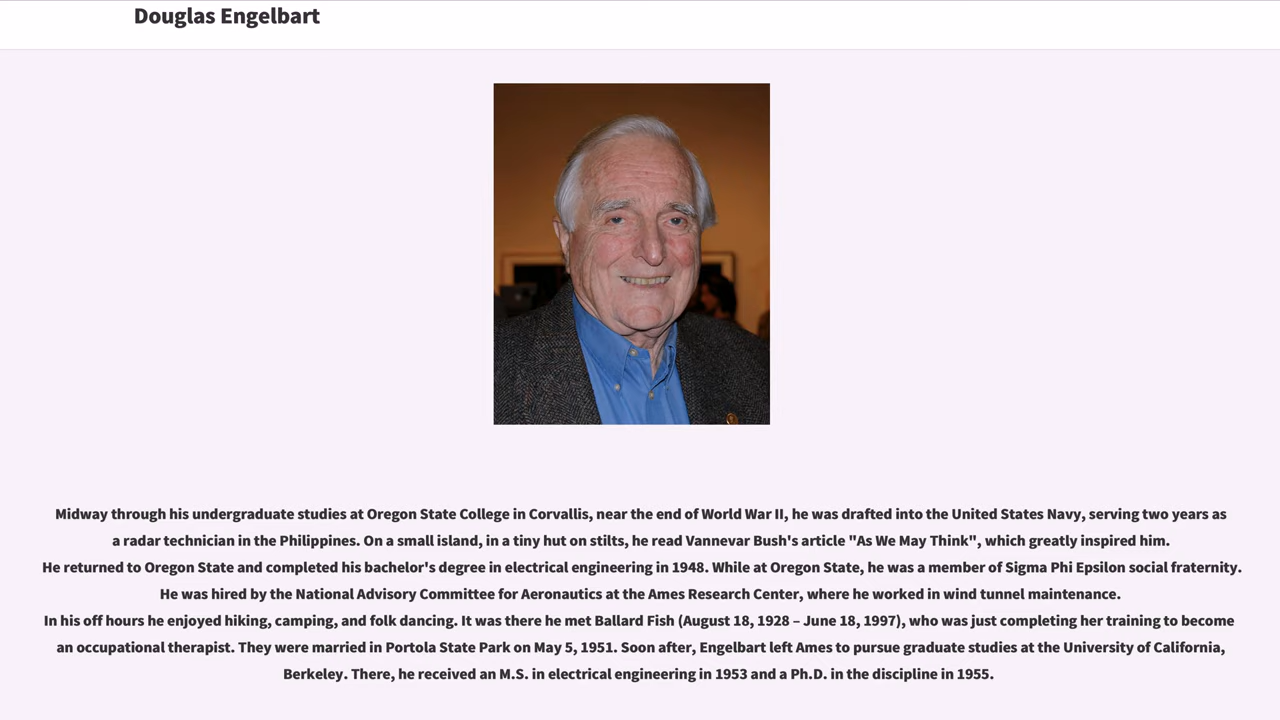 Douglas Engelbart
Midway through his undergraduate studies at Oregon State College in Corvallis, near the end of World War II, he was drafted into the United States Navy, serving two years as
a radar technician in the Philippines. On a small island, in a tiny hut on stilts, he read Vannevar Bush's article "As We May Think", which greatly inspired him.
He returned to Oregon State and completed his bachelor's degree in electrical engineering in 1948. While at Oregon State, he was a member of Sigma Phi Epsilon social fraternity.
He was hired by the National Advisory Committee for Aeronautics at the Ames Research Center, where he worked in wind tunnel maintenance.
In his off hours he enjoyed hiking, camping, and folk dancing. It was there he met Ballard Fish (August 18, 1928 – June 18, 1997), who was just completing her training to become
an occupational therapist. They were married in Portola State Park on May 5, 1951. Soon after, Engelbart left Ames to pursue graduate studies at the University of California,
Berkeley. There, he received an M.S. in electrical engineering in 1953 and a Ph.D. in the discipline in 1955.